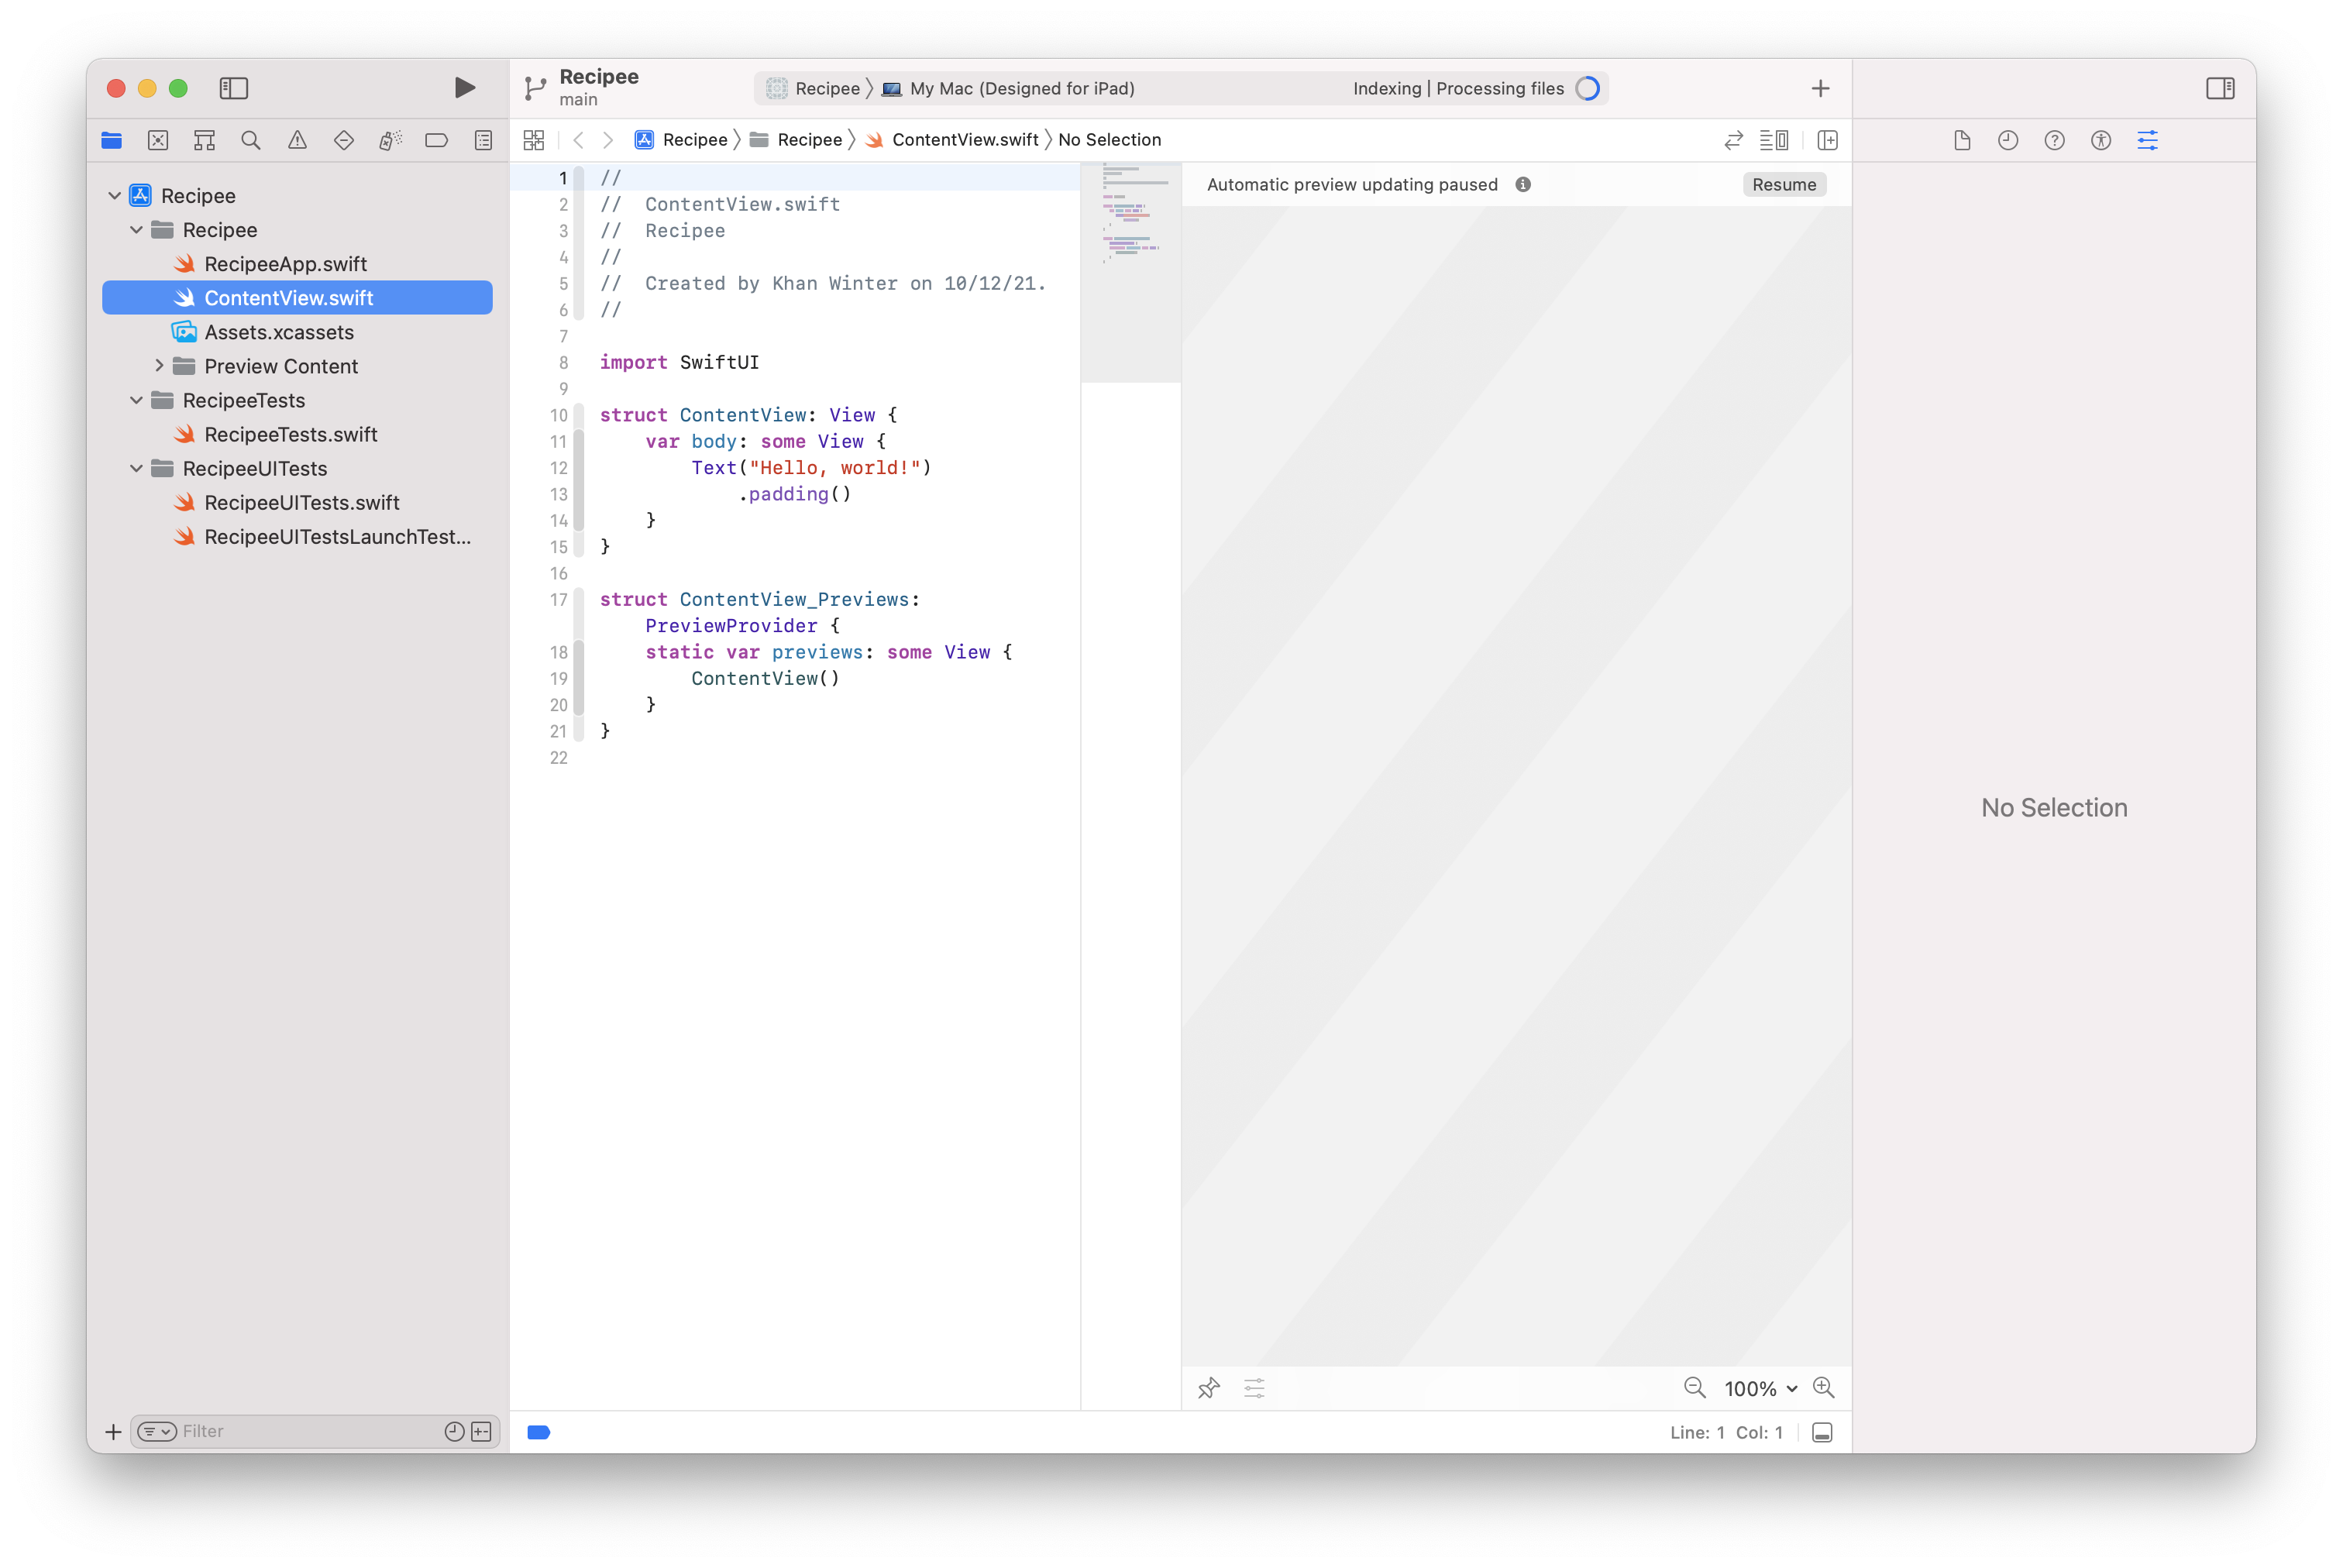 Recipee
main
Recipee
My Mac (Designed for iPad)
Indexing | Processing files
Recipee
Recipee
ContentView.swift
No Selection
Recipee
Recipee
RecipeeApp.swift
ContentView.swift
Assets.xcassets
Preview Content
RecipeeTests
RecipeeTests.swift
RecipeeUITests
RecipeeUITests.swift
RecipeeUITestsLaunchTest...
Filter
1 //
2 //  ContentView.swift
3 //  Recipee
4 //
5 //  Created by Khan Winter on 10/12/21.
6 //
7
8 import SwiftUI
9
10 struct ContentView: View {
11     var body: some View {
12         Text("Hello, world!")
13             .padding()
14     }
15 }
16
17 struct ContentView_Previews:
    PreviewProvider {
18     static var previews: some View {
19         ContentView()
20     }
21 }
22
Automatic preview updating paused
Resume
100%
Line: 1  Col: 1
No Selection